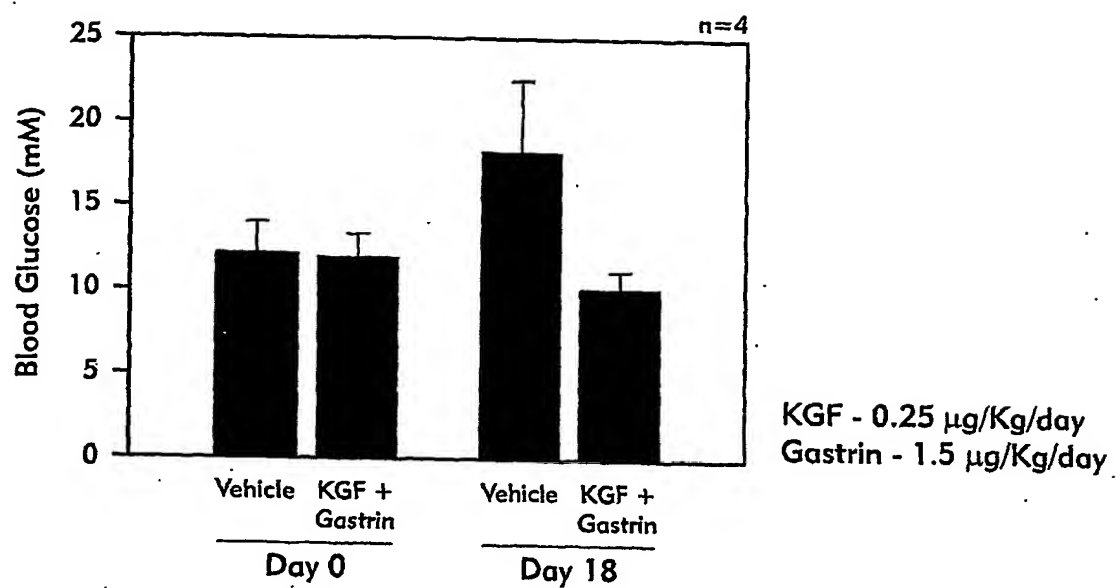 n=4
25
20
15
10
5
0
Blood Glucose (mM)
Vehicle KGF + Gastrin Vehicle KGF + Gastrin
Day 0 Day 18
KGF - 0.25 µg/Kg/day
Gastrin - 1.5 µg/Kg/day